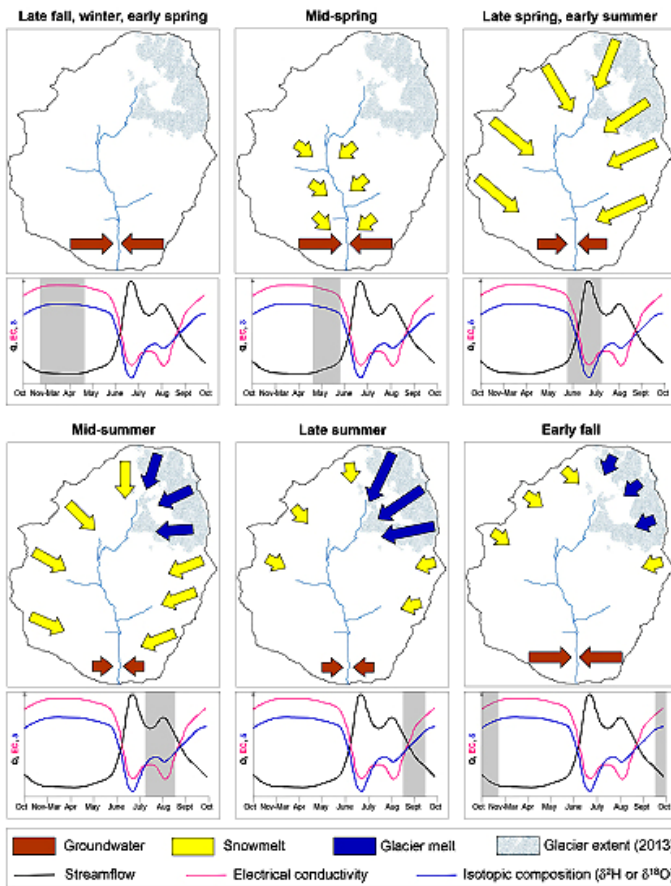 Late fall, winter, early spring
Mid-spring
Late spring, early summer
Q, EC, δ
Oct Nov-Mar Apr May June July Aug Sept Oct
Q, EC, δ
Oct Nov-Mar Apr May June July Aug Sept Oct
Q, EC, δ
Oct Nov-Mar Apr May June July Aug Sept Oct
Mid-summer
Late summer
Early fall
Q, EC, δ
Oct Nov-Mar Apr May June July Aug Sept Oct
Q, EC, δ
Oct Nov-Mar Apr May June July Aug Sept Oct
Q, EC, δ
Oct Nov-Mar Apr May June July Aug Sept Oct
Groundwater Snowmelt Glacier melt Glacier extent (2013
Streamflow Electrical conductivity Isotopic composition (δ²H or δ¹⁸O